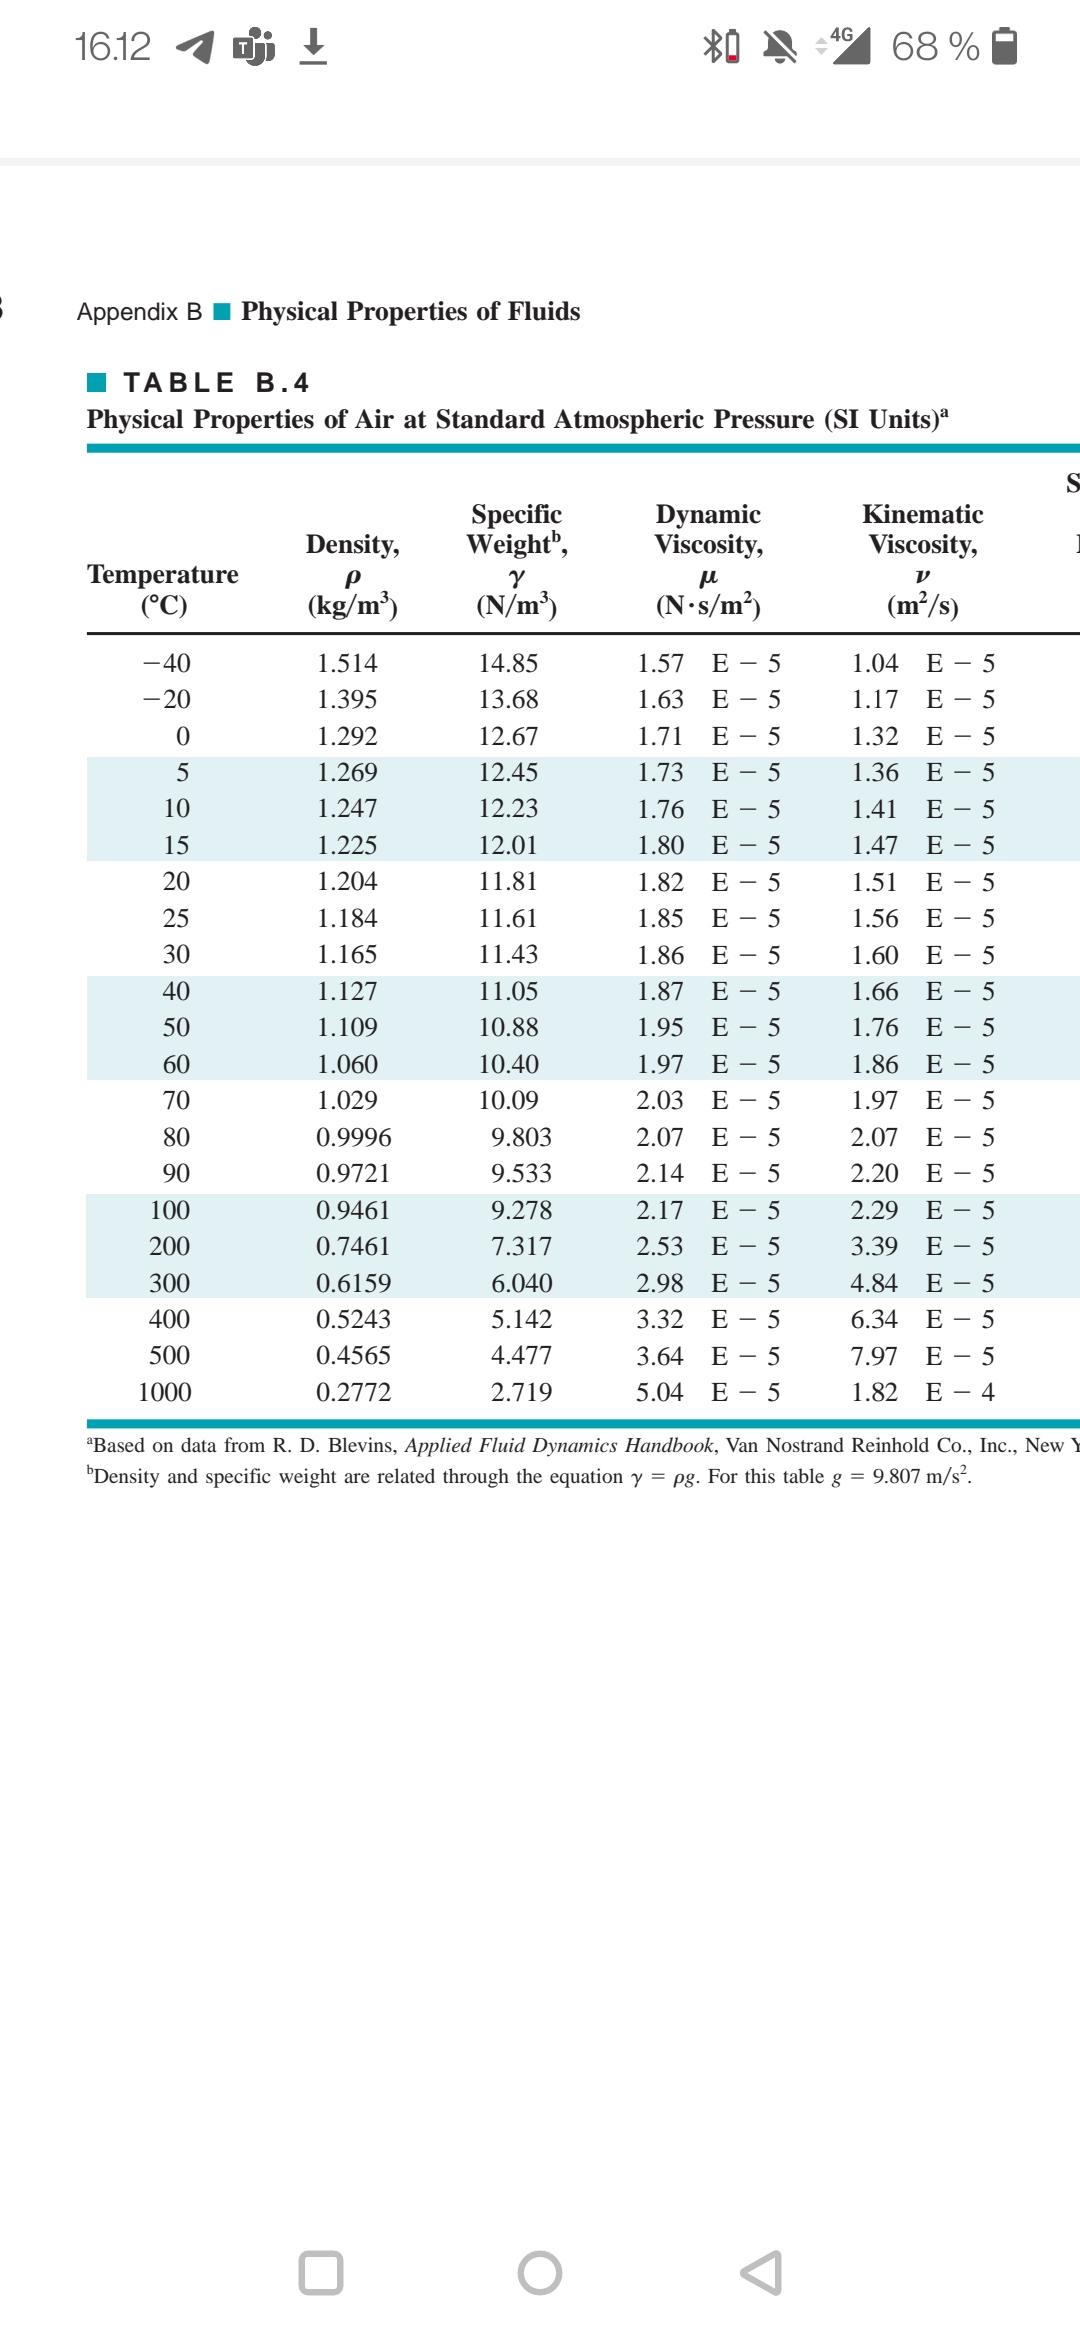 16.12 4G 68 %
Appendix B ■ Physical Properties of Fluids
■ TABLE B.4
Physical Properties of Air at Standard Atmospheric Pressure (SI Units)ᵃ
Temperature (°C) Density, ρ (kg/m³) Specific Weightᵇ, γ (N/m³) Dynamic Viscosity, μ (N·s/m²) Kinematic Viscosity, ν (m²/s)
−40 1.514 14.85 1.57 E − 5 1.04 E − 5
−20 1.395 13.68 1.63 E − 5 1.17 E − 5
0 1.292 12.67 1.71 E − 5 1.32 E − 5
5 1.269 12.45 1.73 E − 5 1.36 E − 5
10 1.247 12.23 1.76 E − 5 1.41 E − 5
15 1.225 12.01 1.80 E − 5 1.47 E − 5
20 1.204 11.81 1.82 E − 5 1.51 E − 5
25 1.184 11.61 1.85 E − 5 1.56 E − 5
30 1.165 11.43 1.86 E − 5 1.60 E − 5
40 1.127 11.05 1.87 E − 5 1.66 E − 5
50 1.109 10.88 1.95 E − 5 1.76 E − 5
60 1.060 10.40 1.97 E − 5 1.86 E − 5
70 1.029 10.09 2.03 E − 5 1.97 E − 5
80 0.9996 9.803 2.07 E − 5 2.07 E − 5
90 0.9721 9.533 2.14 E − 5 2.20 E − 5
100 0.9461 9.278 2.17 E − 5 2.29 E − 5
200 0.7461 7.317 2.53 E − 5 3.39 E − 5
300 0.6159 6.040 2.98 E − 5 4.84 E − 5
400 0.5243 5.142 3.32 E − 5 6.34 E − 5
500 0.4565 4.477 3.64 E − 5 7.97 E − 5
1000 0.2772 2.719 5.04 E − 5 1.82 E − 4
ᵃBased on data from R. D. Blevins, Applied Fluid Dynamics Handbook, Van Nostrand Reinhold Co., Inc., New
ᵇDensity and specific weight are related through the equation γ = ρg. For this table g = 9.807 m/s².